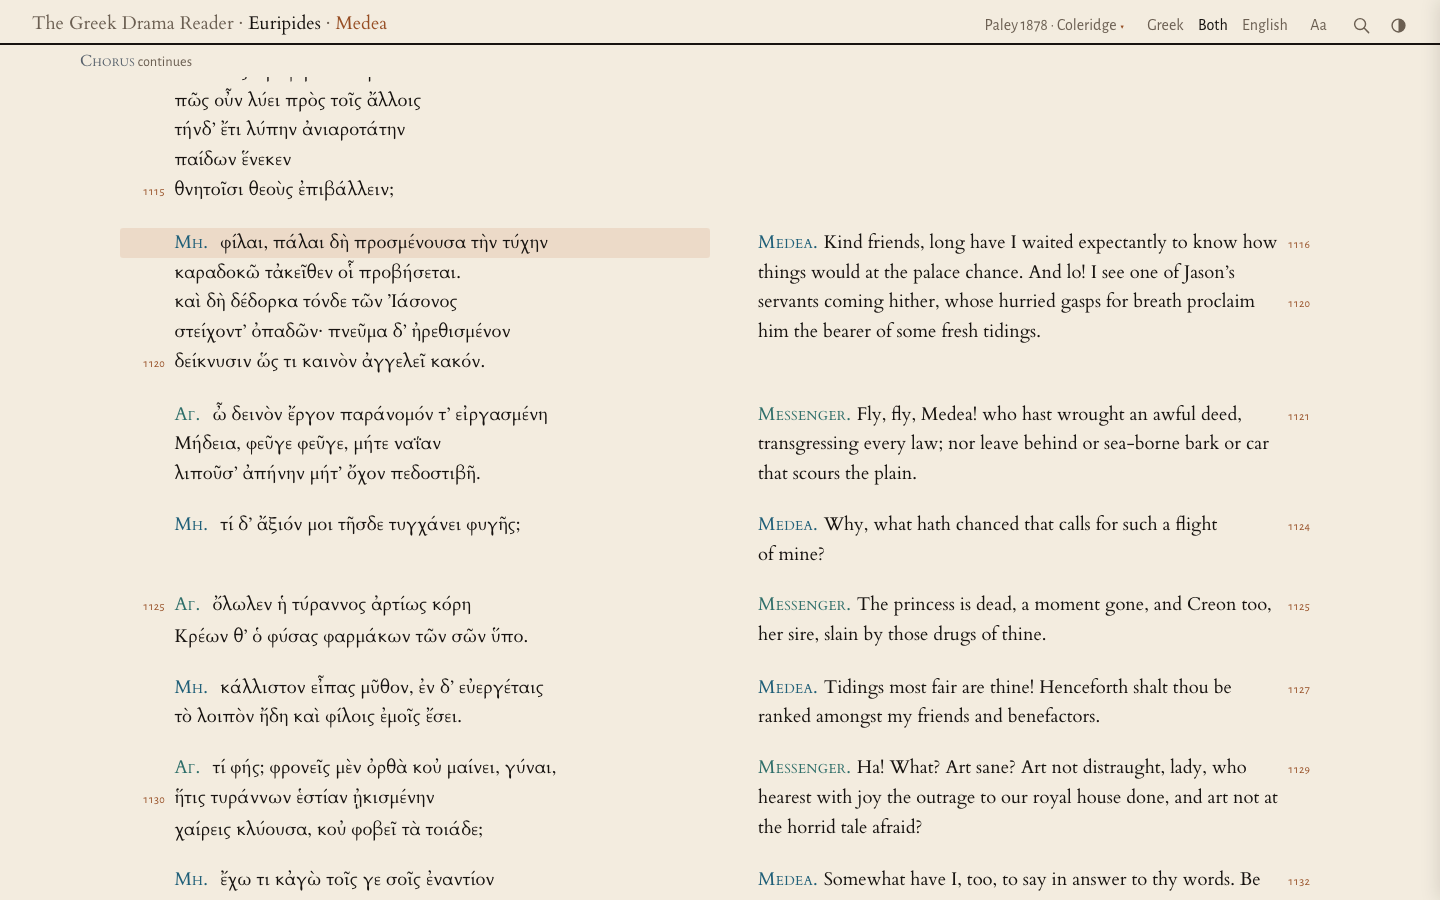 The Greek Drama Reader · Euripides · Medea
Paley 1878 · Coleridge
Greek Both English Aa
CHORUS continues
πῶς οὖν λύει πρὸς τοῖς ἄλλοις
τήνδ’ ἔτι λύπην ἀνιαροτάτην
παίδων ἕνεκεν
1115 θνητοῖσι θεοὺς ἐπιβάλλειν;
ΜΗ. φίλαι, πάλαι δὴ προσμένουσα τὴν τύχην
καραδοκῶ τἀκεῖθεν οἷ προβήσεται.
καὶ δὴ δέδορκα τόνδε τῶν Ἰάσονος
στείχοντ’ ὀπαδῶν· πνεῦμα δ’ ἠρεθισμένον
1120 δείκνυσιν ὥς τι καινὸν ἀγγελεῖ κακόν.
MEDEA. Kind friends, long have I waited expectantly to know how 1116
things would at the palace chance. And lo! I see one of Jason’s
servants coming hither, whose hurried gasps for breath proclaim 1120
him the bearer of some fresh tidings.
ΑΓ. ὦ δεινὸν ἔργον παράνομόν τ’ εἰργασμένη
Μήδεια, φεῦγε φεῦγε, μήτε ναΐαν
λιποῦσ’ ἀπήνην μήτ’ ὄχον πεδοστιβῆ.
MESSENGER. Fly, fly, Medea! who hast wrought an awful deed, 1121
transgressing every law; nor leave behind or sea-borne bark or car
that scours the plain.
ΜΗ. τί δ’ ἄξιόν μοι τῆσδε τυγχάνει φυγῆς;
MEDEA. Why, what hath chanced that calls for such a flight 1124
of mine?
1125 ΑΓ. ὄλωλεν ἡ τύραννος ἀρτίως κόρη
Κρέων θ’ ὁ φύσας φαρμάκων τῶν σῶν ὕπο.
MESSENGER. The princess is dead, a moment gone, and Creon too, 1125
her sire, slain by those drugs of thine.
ΜΗ. κάλλιστον εἶπας μῦθον, ἐν δ’ εὐεργέταις
τὸ λοιπὸν ἤδη καὶ φίλοις ἐμοῖς ἔσει.
MEDEA. Tidings most fair are thine! Henceforth shalt thou be 1127
ranked amongst my friends and benefactors.
ΑΓ. τί φής; φρονεῖς μὲν ὀρθὰ κοὐ μαίνει, γύναι,
1130 ἥτις τυράννων ἑστίαν ᾐκισμένην
χαίρεις κλύουσα, κοὐ φοβεῖ τὰ τοιάδε;
MESSENGER. Ha! What? Art sane? Art not distraught, lady, who 1129
hearest with joy the outrage to our royal house done, and art not at
the horrid tale afraid?
ΜΗ. ἔχω τι κἀγὼ τοῖς γε σοῖς ἐναντίον
MEDEA. Somewhat have I, too, to say in answer to thy words. Be 1132